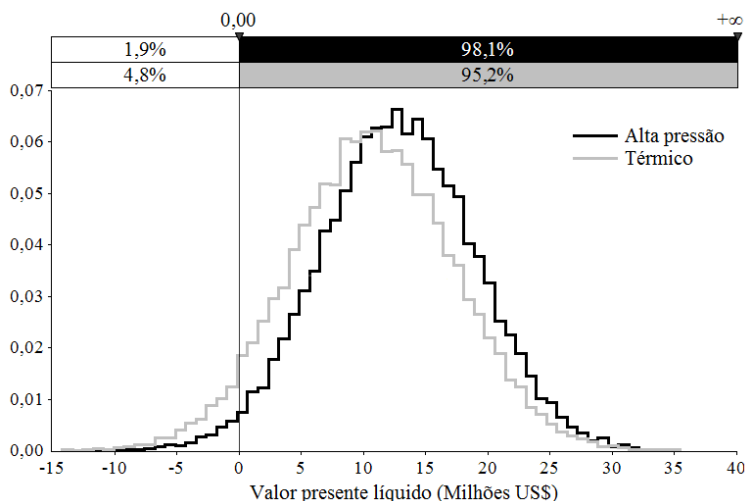 0,00 +∞
1,9% 98,1%
4,8% 95,2%
0,07
0,06
0,05
0,04
0,03
0,02
0,01
0,00
Alta pressão
Térmico
-15 -10 -5 0 5 10 15 20 25 30 35 40
Valor presente líquido (Milhões US$)